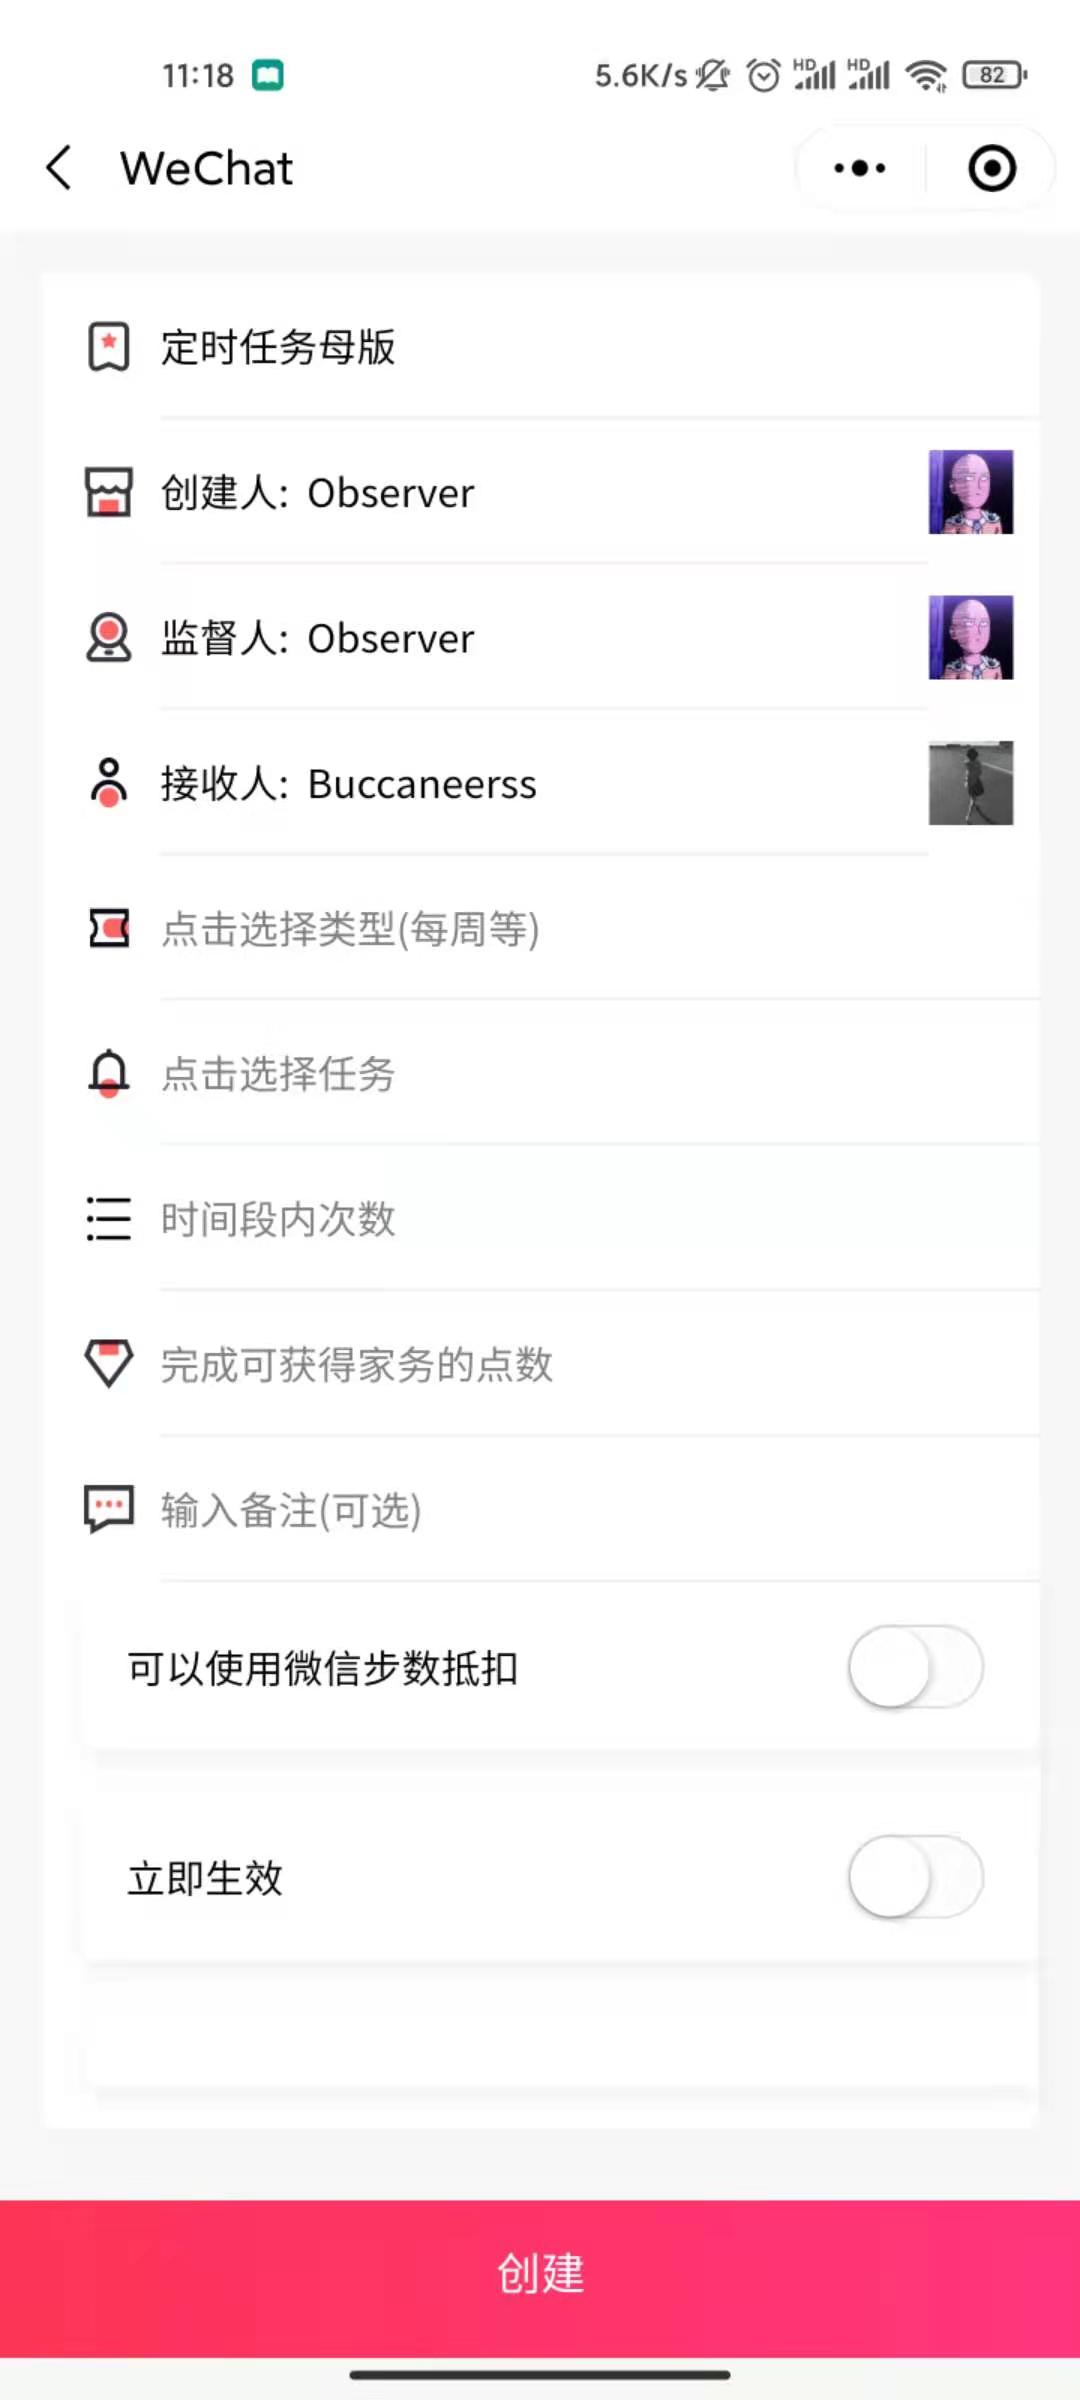 11:18
5.6K/s
HD
HD
82
WeChat
定时任务母版
创建人: Observer
监督人: Observer
接收人: Buccaneerss
点击选择类型(每周等)
点击选择任务
时间段内次数
完成可获得家务的点数
输入备注(可选)
可以使用微信步数抵扣
立即生效
创建